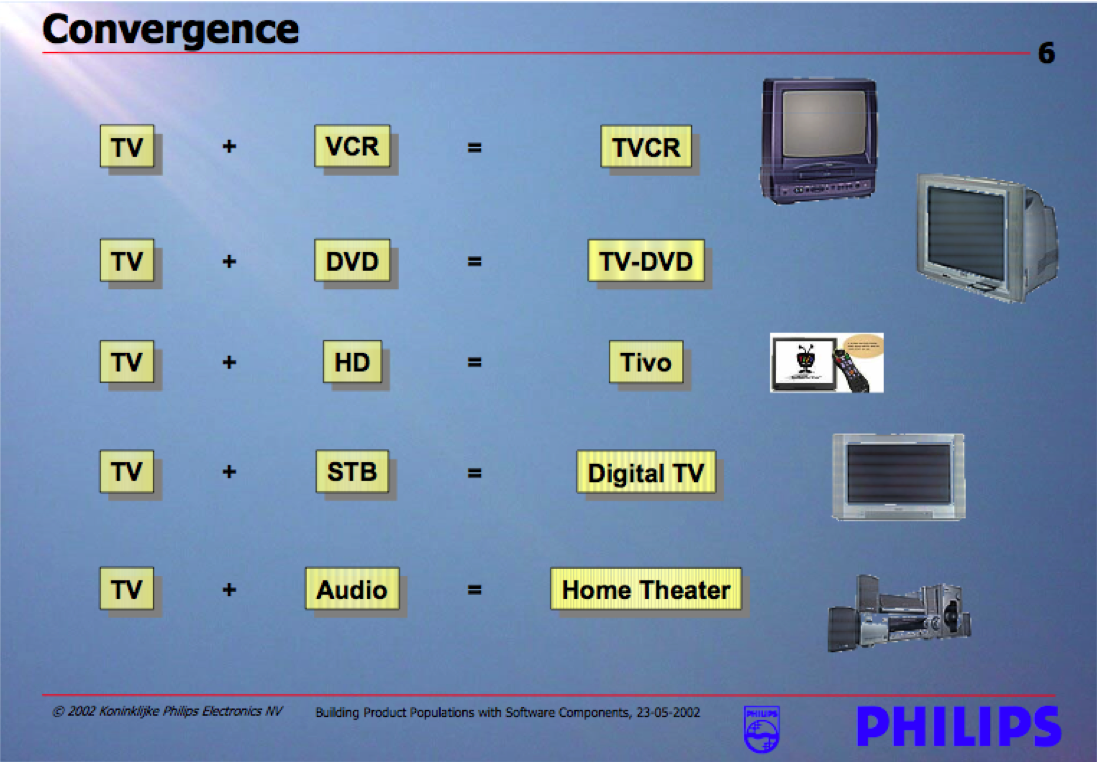 Convergence
6
TV + VCR = TVCR
TV + DVD = TV-DVD
TV + HD = Tivo
TV + STB = Digital TV
TV + Audio = Home Theater
© 2002 Koninklijke Philips Electronics NV
Building Product Populations with Software Components, 23-05-2002
PHILIPS
PHILIPS